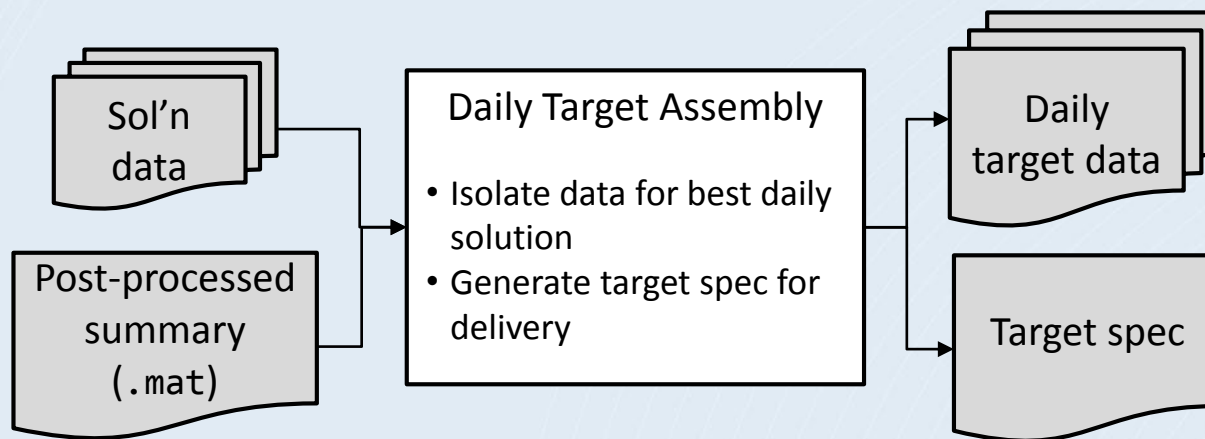 Sol’n
data
Post-processed
summary
(.mat)
Daily Target Assembly
• Isolate data for best daily
solution
• Generate target spec for
delivery
Daily
target data
Target spec